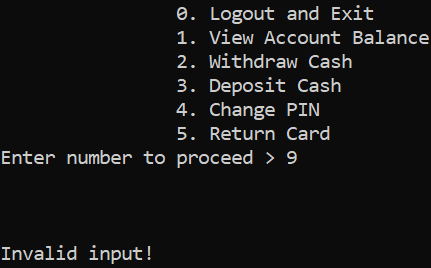 0. Logout and Exit
1. View Account Balance
2. Withdraw Cash
3. Deposit Cash
4. Change PIN
5. Return Card
Enter number to proceed > 9
Invalid input!